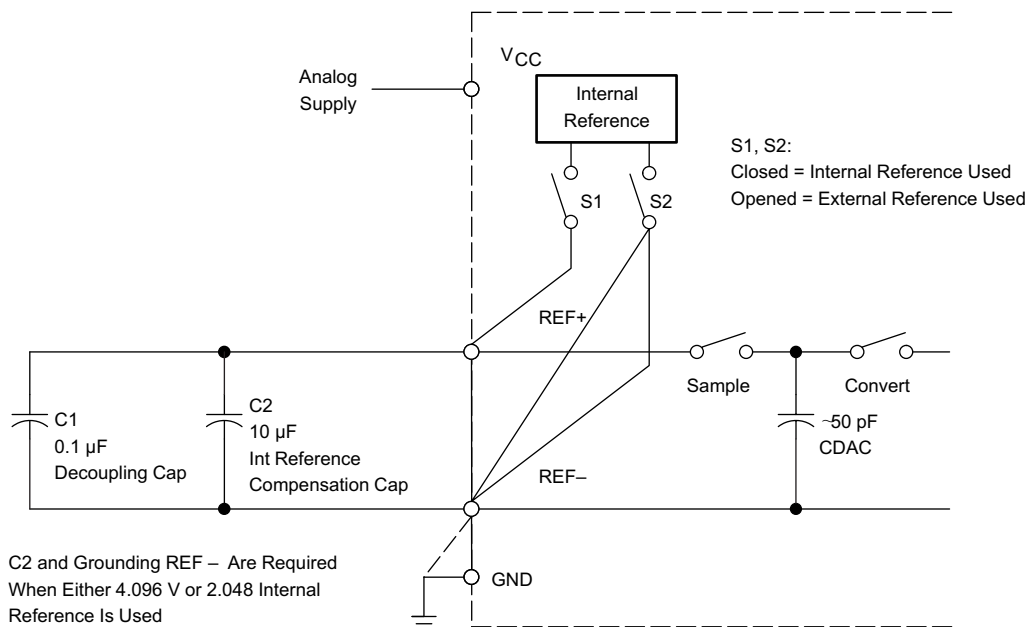 VCC
Analog
Supply
Internal
Reference
S1, S2:
Closed = Internal Reference Used
Opened = External Reference Used
S1
S2
REF+
Sample
Convert
C1
0.1 µF
Decoupling Cap
C2
10 µF
Int Reference
Compensation Cap
~50 pF
CDAC
REF–
C2 and Grounding REF – Are Required
When Either 4.096 V or 2.048 Internal
Reference Is Used
GND